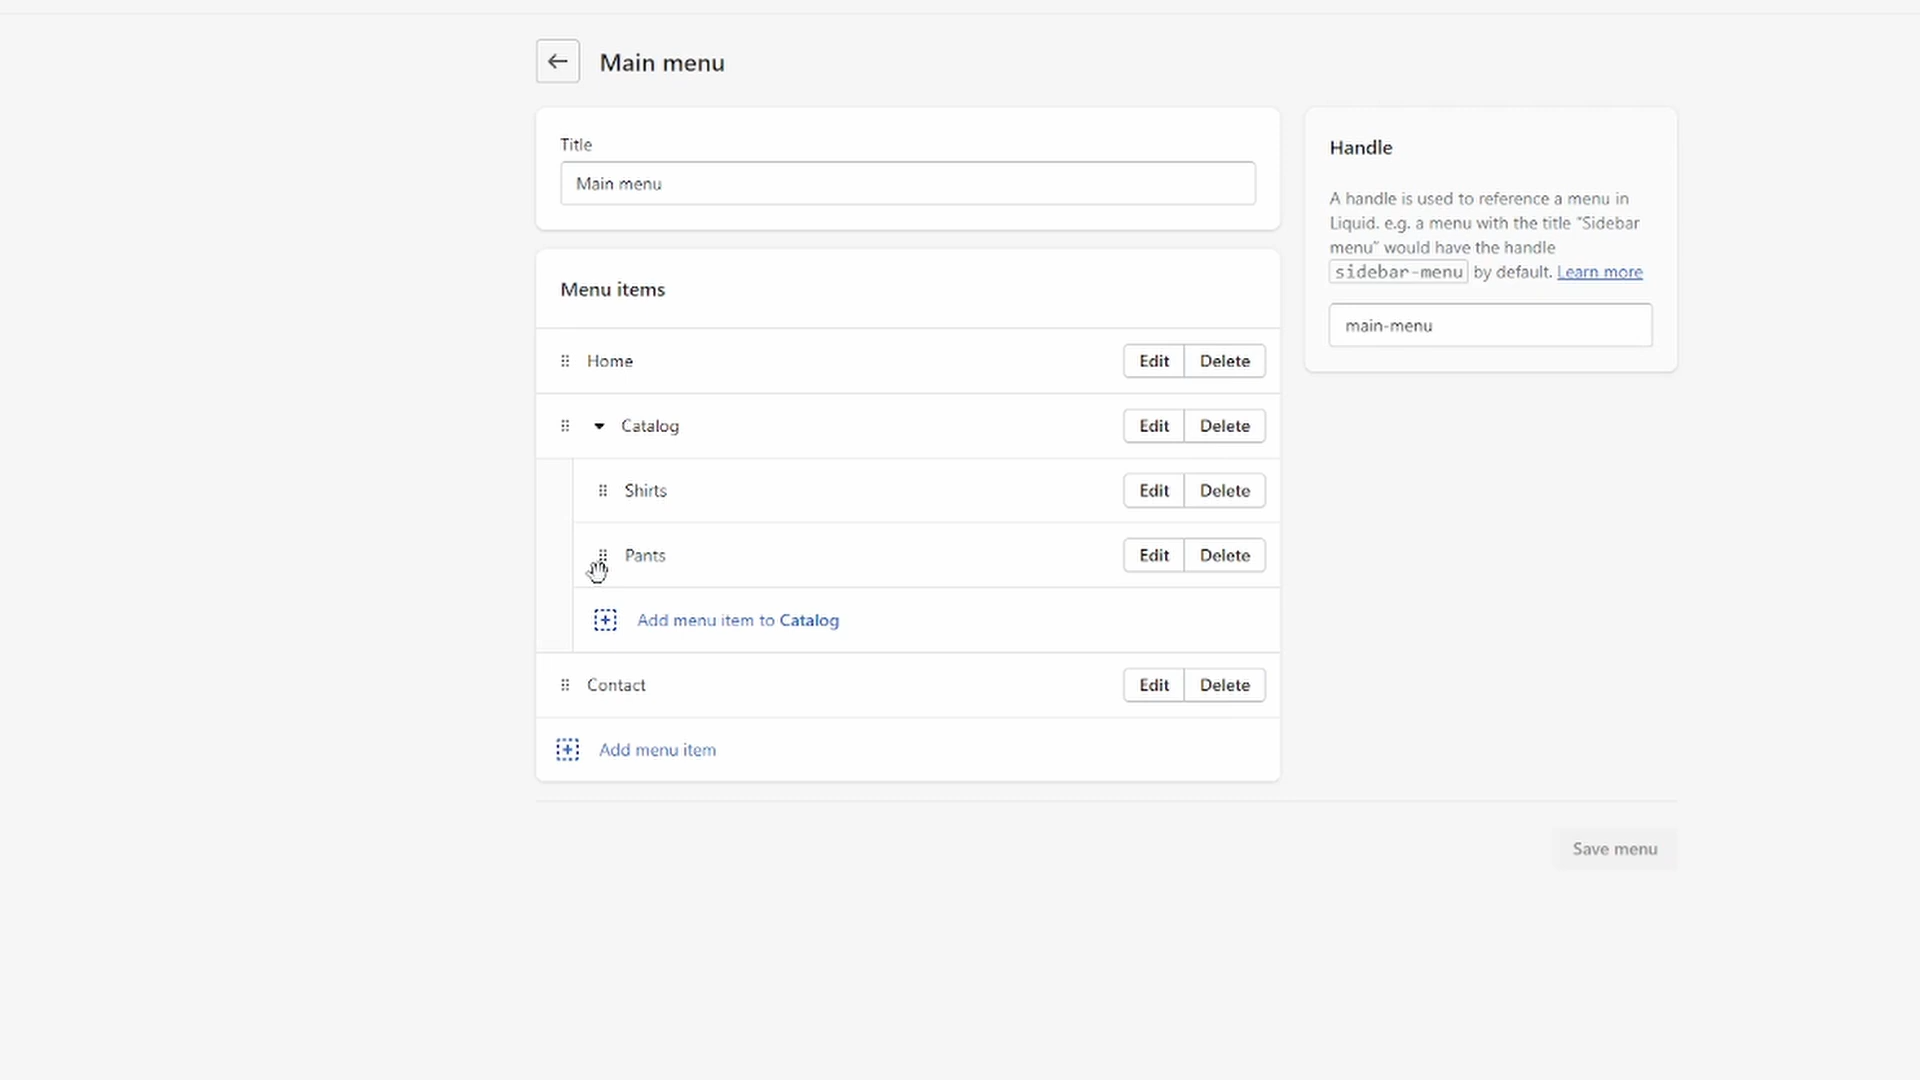 Main menu
Title
Main menu
Handle
A handle is used to reference a menu in
Liquid. e.g. a menu with the title "Sidebar
menu" would have the handle
sidebar-menu by default. Learn more
main-menu
Menu items
Home Edit Delete
Catalog Edit Delete
Shirts Edit Delete
Pants Edit Delete
Add menu item to Catalog
Contact Edit Delete
Add menu item
Save menu